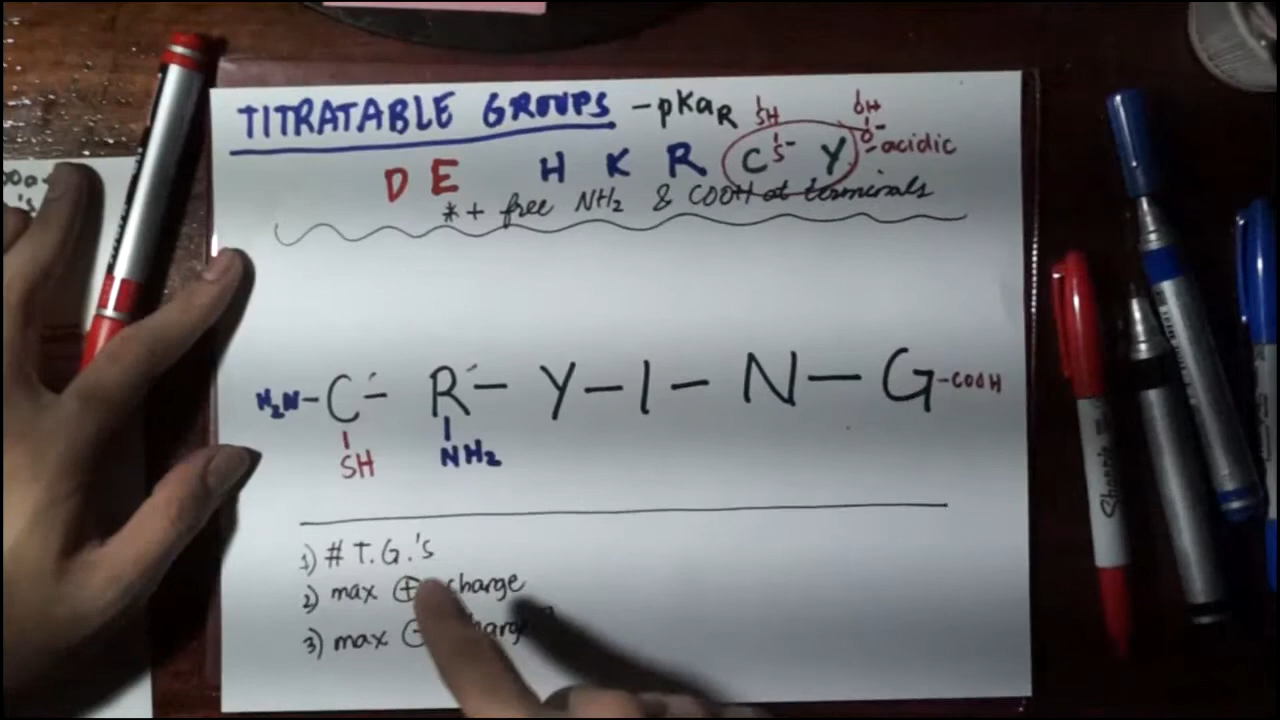 TITRATABLE GROUPS - pKaR
SH OH
S⁻ O⁻
D E H K R C Y - acidic
* + free NH₂ & COOH at terminals
H₂N - C - R - Y - I - N - G - COOH
SH NH₂
1) # T.G.'s
2) max ⊕ charge
3) max
Sharpie